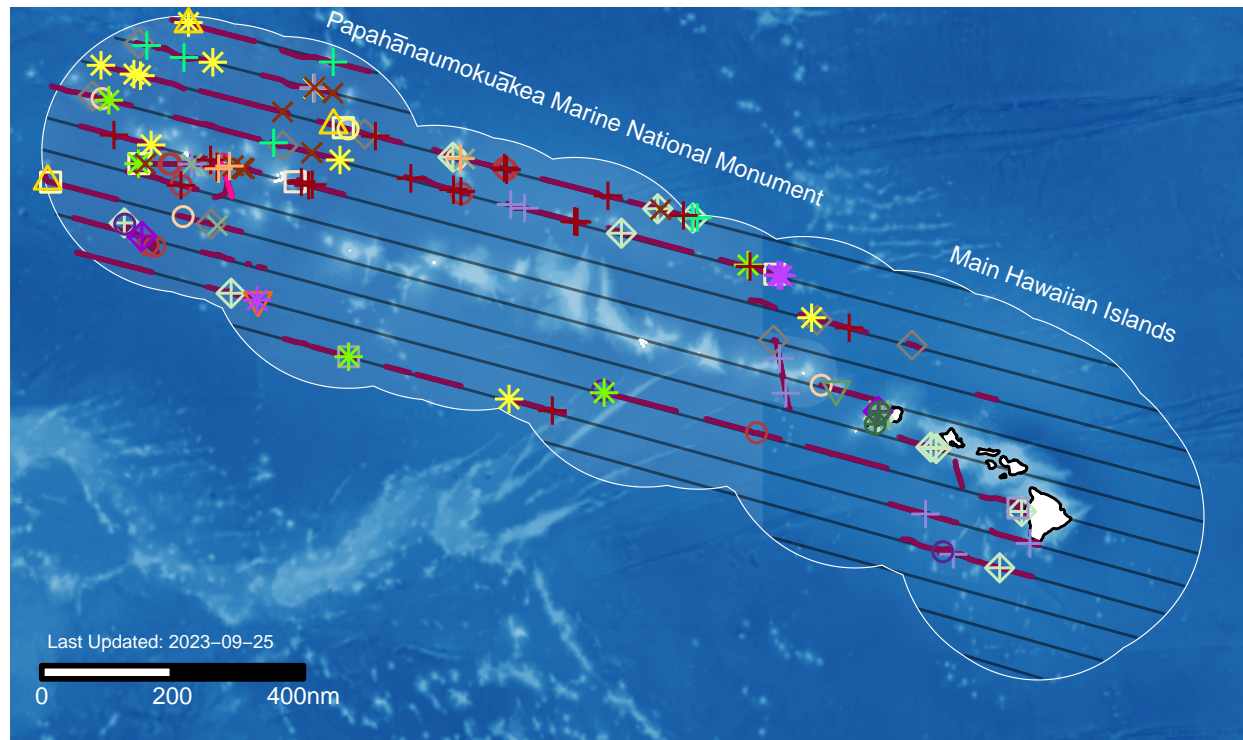 Papahānaumokuākea Marine National Monument
Main Hawaiian Islands
Last Updated: 2023−09−25
0 200 400nm